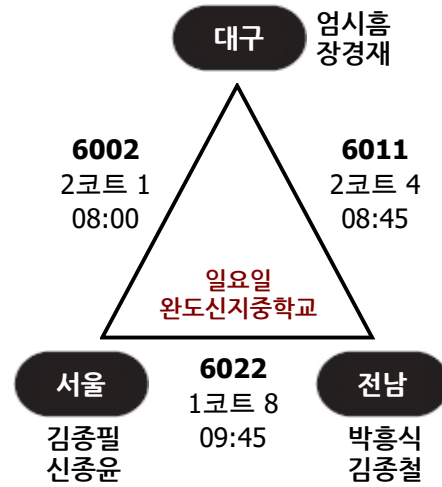 대구
엄시흠
장경재
6002
2코트 1
08:00
6011
2코트 4
08:45
일요일
완도신지중학교
서울
김종필
신종윤
6022
1코트 8
09:45
전남
박흥식
김종철